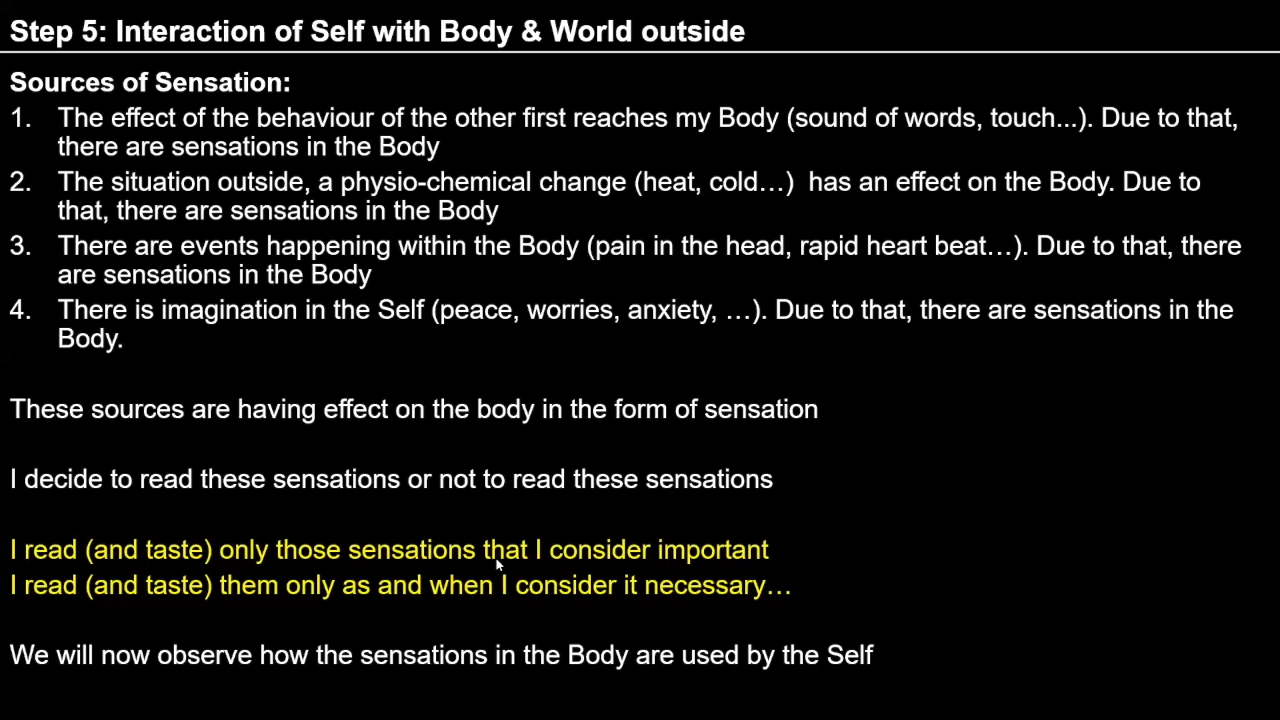 Step 5: Interaction of Self with Body & World outside
Sources of Sensation:
1. The effect of the behaviour of the other first reaches my Body (sound of words, touch...). Due to that,
there are sensations in the Body
2. The situation outside, a physio-chemical change (heat, cold…) has an effect on the Body. Due to
that, there are sensations in the Body
3. There are events happening within the Body (pain in the head, rapid heart beat…). Due to that, there
are sensations in the Body
4. There is imagination in the Self (peace, worries, anxiety, …). Due to that, there are sensations in the
Body.
These sources are having effect on the body in the form of sensation
I decide to read these sensations or not to read these sensations
I read (and taste) only those sensations that I consider important
I read (and taste) them only as and when I consider it necessary…
We will now observe how the sensations in the Body are used by the Self